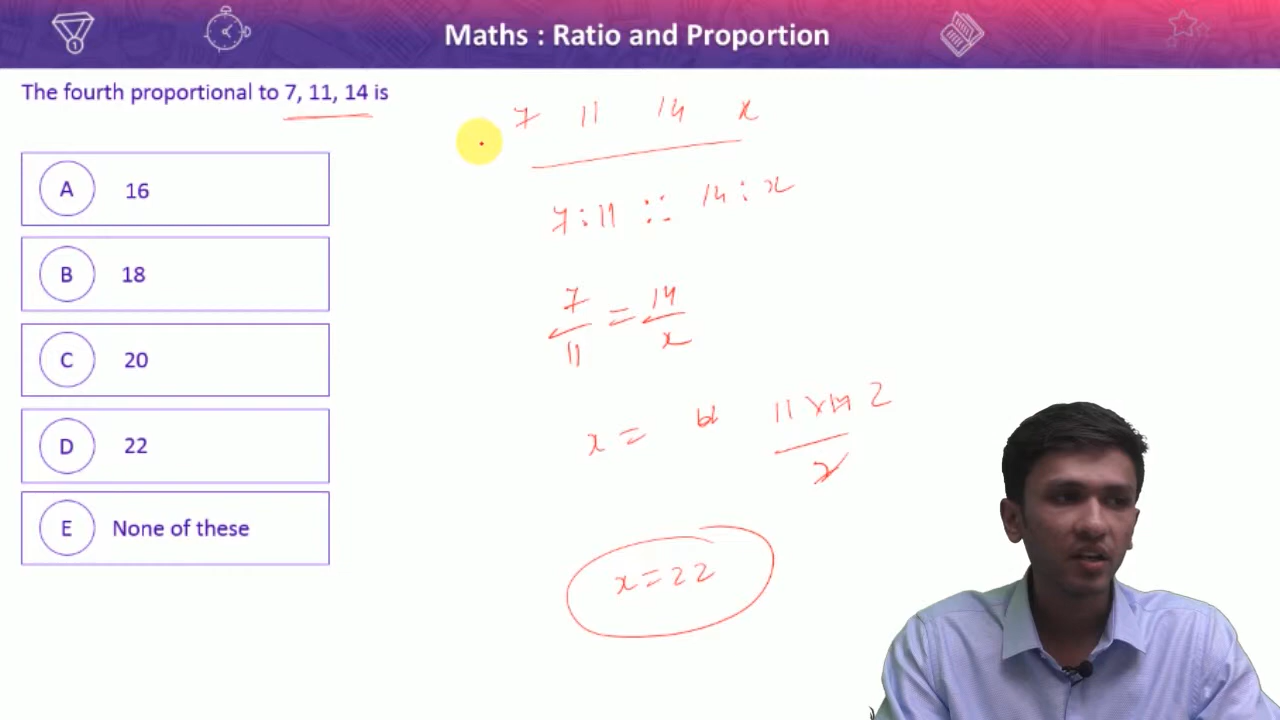 Maths : Ratio and Proportion
The fourth proportional to 7, 11, 14 is
A 16
B 18
C 20
D 22
E None of these
7 11 14 x
7 : 11 :: 14 : x
7/11 = 14/x
x = 11 × 14 2 / 7
x = 22